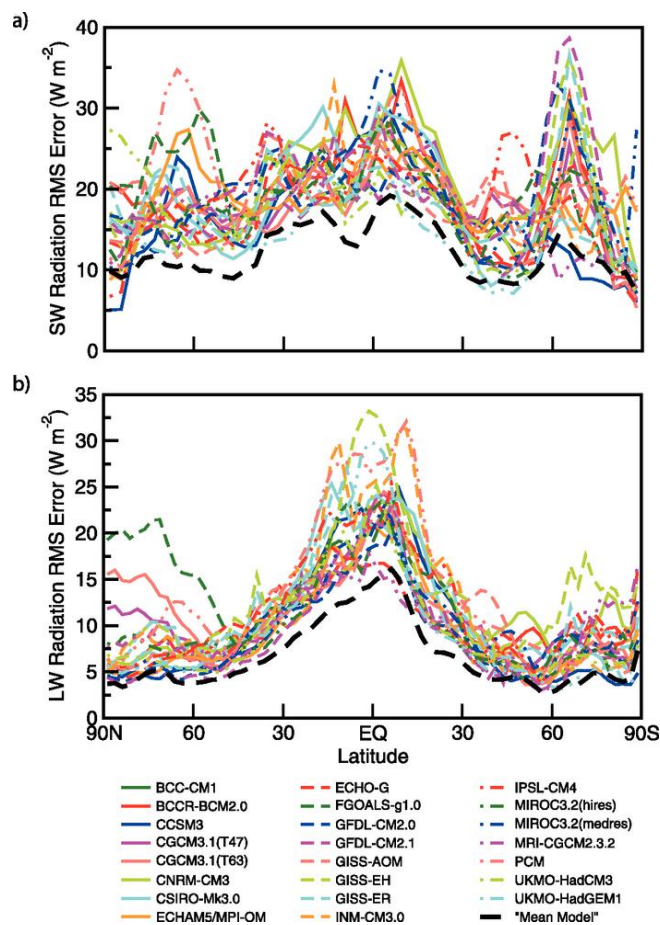 a)
SW Radiation RMS Error (W m-2)
40
30
20
10
0
b)
LW Radiation RMS Error (W m-2)
35
30
25
20
15
10
5
0
90N 60 30 EQ 30 60 90S
Latitude
BCC-CM1 ECHO-G IPSL-CM4
BCCR-BCM2.0 FGOALS-g1.0 MIROC3.2(hires)
CCSM3 GFDL-CM2.0 MIROC3.2(medres)
CGCM3.1(T47) GFDL-CM2.1 MRI-CGCM2.3.2
CGCM3.1(T63) GISS-AOM PCM
CNRM-CM3 GISS-EH UKMO-HadCM3
CSIRO-Mk3.0 GISS-ER UKMO-HadGEM1
ECHAM5/MPI-OM INM-CM3.0 "Mean Model"